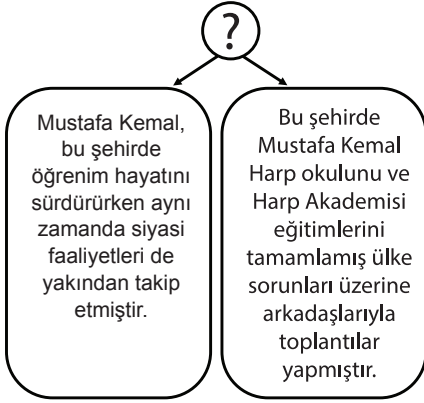 ?
Mustafa Kemal,
bu şehirde
öğrenim hayatını
sürdürürken aynı
zamanda siyasi
faaliyetleri de
yakından takip
etmiştir.
Bu şehirde
Mustafa Kemal
Harp okulunu ve
Harp Akademisi
eğitimlerini
tamamlamış ülke
sorunları üzerine
arkadaşlarıyla
toplantılar
yapmıştır.